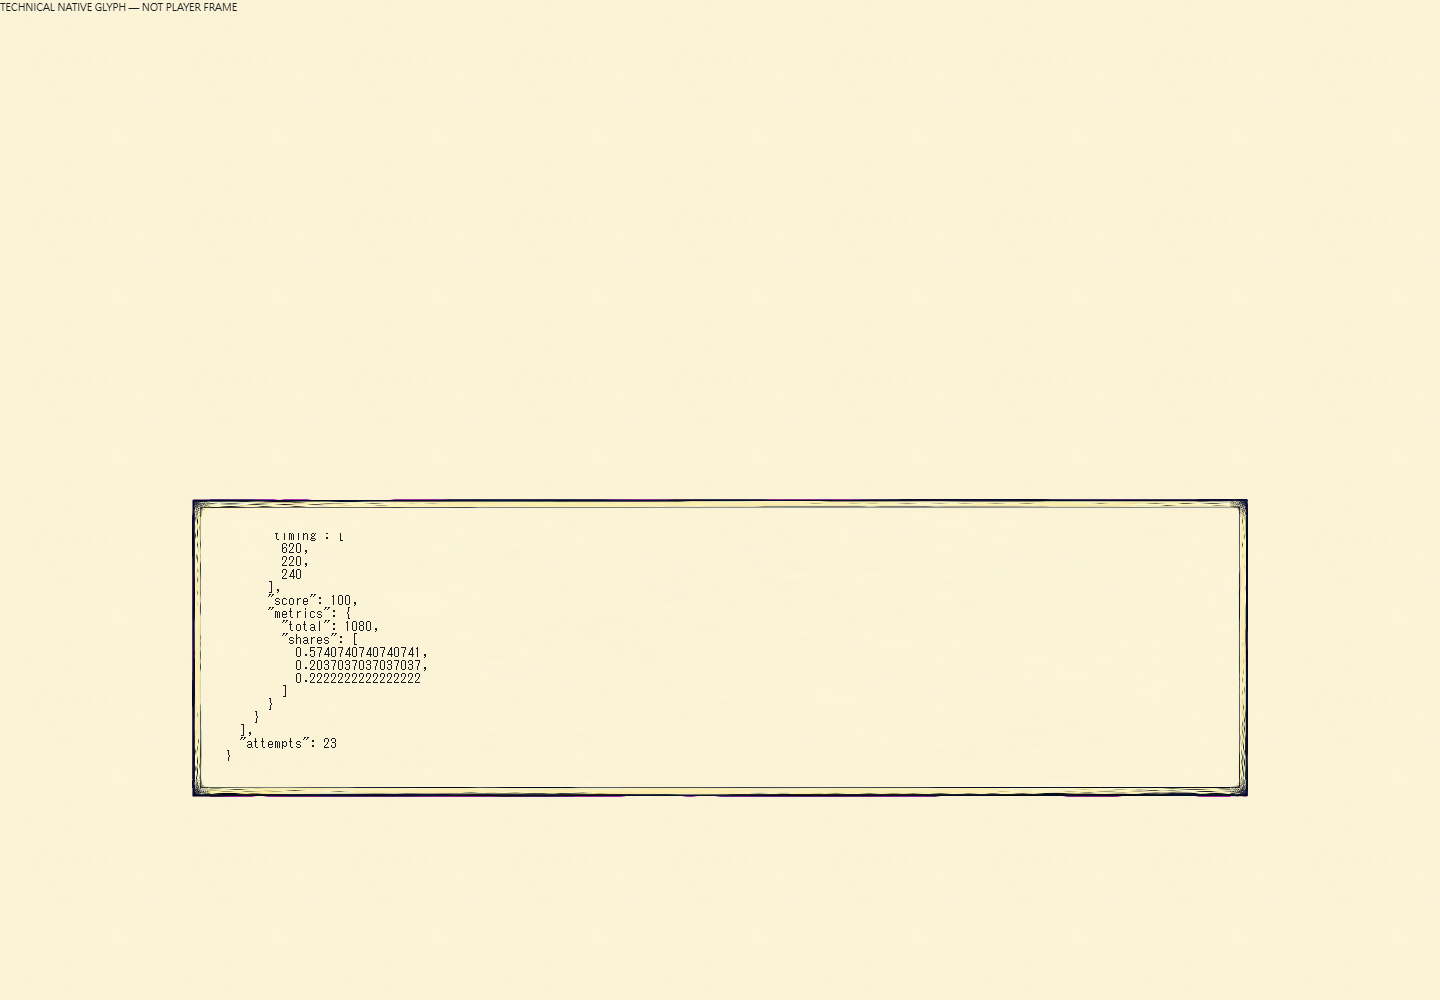 TECHNICAL NATIVE GLYPH — NOT PLAYER FRAME
"timing": [
620,
220,
240
],
"score": 100,
"metrics": {
"total": 1080,
"shares": [
0.5740740740740741,
0.2037037037037037,
0.2222222222222222
]
}
}
],
"attempts": 23
}